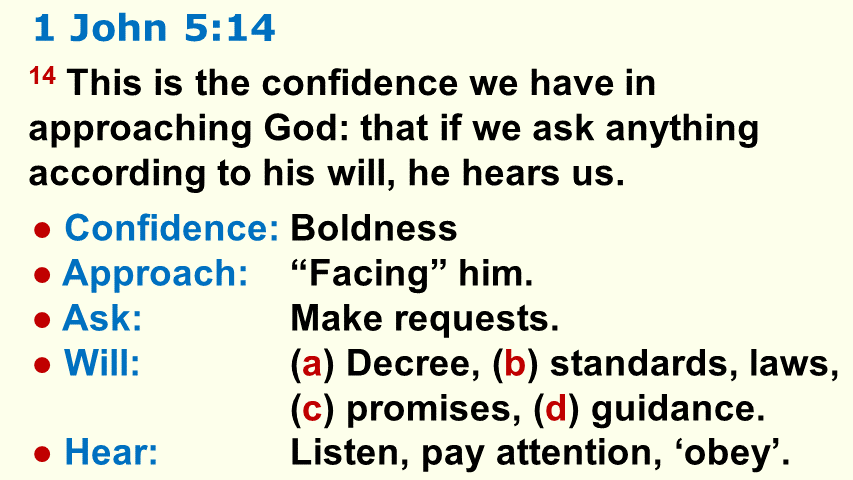 1 John 5:14
14 This is the confidence we have in
approaching God: that if we ask anything
according to his will, he hears us.
● Confidence: Boldness
● Approach: “Facing” him.
● Ask: Make requests.
● Will: (a) Decree, (b) standards, laws,
(c) promises, (d) guidance.
● Hear: Listen, pay attention, ‘obey’.